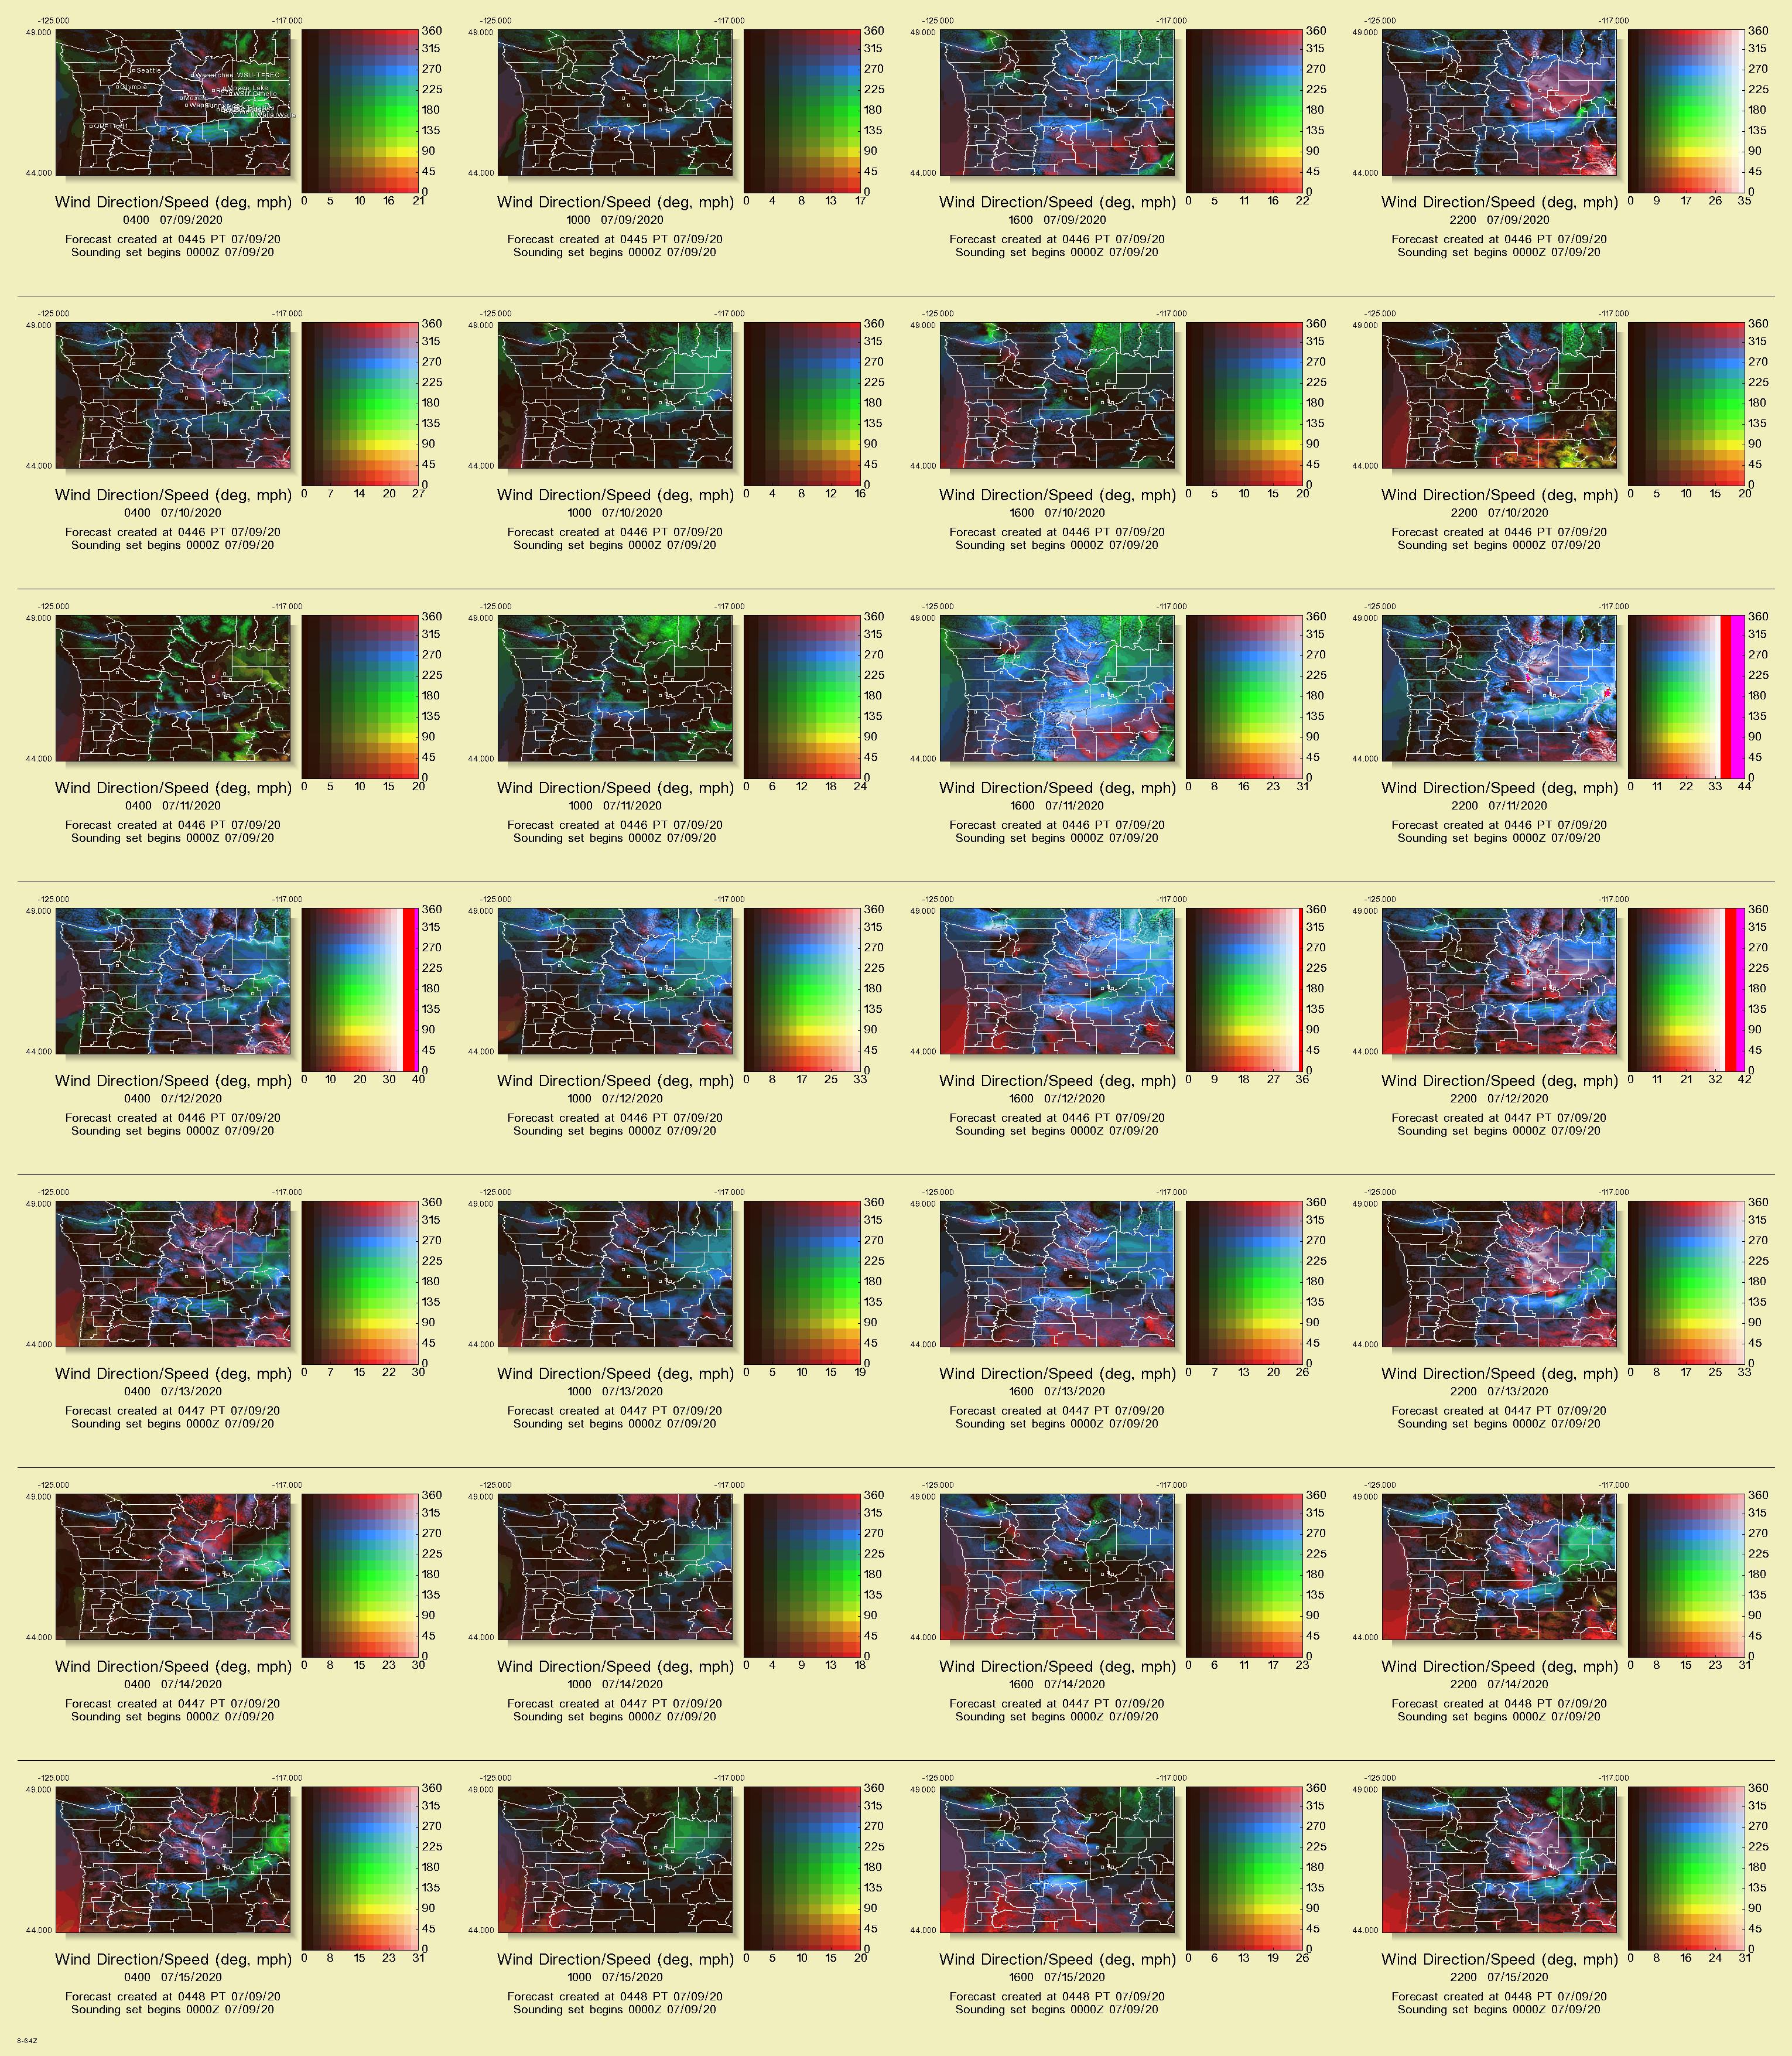 -125.000 -117.000 -125.000 -117.000 -125.000 -117.000 -125.000 -117.000
49.000 360 49.000 360 49.000 360 49.000 360
315 315 315 315
Seattle 270 270 270 270
Wenatchee WSU-TFREC
Olympia Moses Lake 225 225 225 225
WSU Othello
Moxee
180 180 180 180
135 135 135 135
90 90 90 90
44.000 45 44.000 45 44.000 45 44.000 45
0 0 0 0
Wind Direction/Speed (deg, mph) 0 5 10 16 21 Wind Direction/Speed (deg, mph) 0 4 8 13 17 Wind Direction/Speed (deg, mph) 0 5 11 16 22 Wind Direction/Speed (deg, mph) 0 9 17 26 35
0400 07/09/2020 1000 07/09/2020 1600 07/09/2020 2200 07/09/2020
Forecast created at 0445 PT 07/09/20 Forecast created at 0445 PT 07/09/20 Forecast created at 0446 PT 07/09/20 Forecast created at 0446 PT 07/09/20
Sounding set begins 0000Z 07/09/20 Sounding set begins 0000Z 07/09/20 Sounding set begins 0000Z 07/09/20 Sounding set begins 0000Z 07/09/20
-125.000 -117.000 -125.000 -117.000 -125.000 -117.000 -125.000 -117.000
49.000 360 49.000 360 49.000 360 49.000 360
315 315 315 315
270 270 270 270
225 225 225 225
180 180 180 180
135 135 135 135
90 90 90 90
44.000 45 44.000 45 44.000 45 44.000 45
0 0 0 0
Wind Direction/Speed (deg, mph) 0 7 14 20 27 Wind Direction/Speed (deg, mph) 0 4 8 12 16 Wind Direction/Speed (deg, mph) 0 5 10 15 20 Wind Direction/Speed (deg, mph) 0 5 10 15 20
0400 07/10/2020 1000 07/10/2020 1600 07/10/2020 2200 07/10/2020
Forecast created at 0446 PT 07/09/20 Forecast created at 0446 PT 07/09/20 Forecast created at 0446 PT 07/09/20 Forecast created at 0446 PT 07/09/20
Sounding set begins 0000Z 07/09/20 Sounding set begins 0000Z 07/09/20 Sounding set begins 0000Z 07/09/20 Sounding set begins 0000Z 07/09/20
-125.000 -117.000 -125.000 -117.000 -125.000 -117.000 -125.000 -117.000
49.000 360 49.000 360 49.000 360 49.000 360
315 315 315 315
270 270 270 270
225 225 225 225
180 180 180 180
135 135 135 135
90 90 90 90
44.000 45 44.000 45 44.000 45 44.000 45
0 0 0 0
Wind Direction/Speed (deg, mph) 0 5 10 15 20 Wind Direction/Speed (deg, mph) 0 6 12 18 24 Wind Direction/Speed (deg, mph) 0 8 16 23 31 Wind Direction/Speed (deg, mph) 0 11 22 33 44
0400 07/11/2020 1000 07/11/2020 1600 07/11/2020 2200 07/11/2020
Forecast created at 0446 PT 07/09/20 Forecast created at 0446 PT 07/09/20 Forecast created at 0446 PT 07/09/20 Forecast created at 0446 PT 07/09/20
Sounding set begins 0000Z 07/09/20 Sounding set begins 0000Z 07/09/20 Sounding set begins 0000Z 07/09/20 Sounding set begins 0000Z 07/09/20
-125.000 -117.000 -125.000 -117.000 -125.000 -117.000 -125.000 -117.000
49.000 360 49.000 360 49.000 360 49.000 360
315 315 315 315
270 270 270 270
225 225 225 225
180 180 180 180
135 135 135 135
90 90 90 90
44.000 45 44.000 45 44.000 45 44.000 45
0 0 0 0
Wind Direction/Speed (deg, mph) 0 10 20 30 40 Wind Direction/Speed (deg, mph) 0 8 17 25 33 Wind Direction/Speed (deg, mph) 0 9 18 27 36 Wind Direction/Speed (deg, mph) 0 11 21 32 42
0400 07/12/2020 1000 07/12/2020 1600 07/12/2020 2200 07/12/2020
Forecast created at 0446 PT 07/09/20 Forecast created at 0446 PT 07/09/20 Forecast created at 0446 PT 07/09/20 Forecast created at 0447 PT 07/09/20
Sounding set begins 0000Z 07/09/20 Sounding set begins 0000Z 07/09/20 Sounding set begins 0000Z 07/09/20 Sounding set begins 0000Z 07/09/20
-125.000 -117.000 -125.000 -117.000 -125.000 -117.000 -125.000 -117.000
49.000 360 49.000 360 49.000 360 49.000 360
315 315 315 315
270 270 270 270
225 225 225 225
180 180 180 180
135 135 135 135
90 90 90 90
44.000 45 44.000 45 44.000 45 44.000 45
0 0 0 0
Wind Direction/Speed (deg, mph) 0 7 15 22 30 Wind Direction/Speed (deg, mph) 0 5 10 15 19 Wind Direction/Speed (deg, mph) 0 7 13 20 26 Wind Direction/Speed (deg, mph) 0 8 17 25 33
0400 07/13/2020 1000 07/13/2020 1600 07/13/2020 2200 07/13/2020
Forecast created at 0447 PT 07/09/20 Forecast created at 0447 PT 07/09/20 Forecast created at 0447 PT 07/09/20 Forecast created at 0447 PT 07/09/20
Sounding set begins 0000Z 07/09/20 Sounding set begins 0000Z 07/09/20 Sounding set begins 0000Z 07/09/20 Sounding set begins 0000Z 07/09/20
-125.000 -117.000 -125.000 -117.000 -125.000 -117.000 -125.000 -117.000
49.000 360 49.000 360 49.000 360 49.000 360
315 315 315 315
270 270 270 270
225 225 225 225
180 180 180 180
135 135 135 135
90 90 90 90
44.000 45 44.000 45 44.000 45 44.000 45
0 0 0 0
Wind Direction/Speed (deg, mph) 0 8 15 23 30 Wind Direction/Speed (deg, mph) 0 4 9 13 18 Wind Direction/Speed (deg, mph) 0 6 11 17 23 Wind Direction/Speed (deg, mph) 0 8 15 23 31
0400 07/14/2020 1000 07/14/2020 1600 07/14/2020 2200 07/14/2020
Forecast created at 0447 PT 07/09/20 Forecast created at 0447 PT 07/09/20 Forecast created at 0447 PT 07/09/20 Forecast created at 0448 PT 07/09/20
Sounding set begins 0000Z 07/09/20 Sounding set begins 0000Z 07/09/20 Sounding set begins 0000Z 07/09/20 Sounding set begins 0000Z 07/09/20
-125.000 -117.000 -125.000 -117.000 -125.000 -117.000 -125.000 -117.000
49.000 360 49.000 360 49.000 360 49.000 360
315 315 315 315
270 270 270 270
225 225 225 225
180 180 180 180
135 135 135 135
90 90 90 90
44.000 45 44.000 45 44.000 45 44.000 45
0 0 0 0
Wind Direction/Speed (deg, mph) 0 8 15 23 31 Wind Direction/Speed (deg, mph) 0 5 10 15 20 Wind Direction/Speed (deg, mph) 0 6 13 19 26 Wind Direction/Speed (deg, mph) 0 8 16 24 31
0400 07/15/2020 1000 07/15/2020 1600 07/15/2020 2200 07/15/2020
Forecast created at 0448 PT 07/09/20 Forecast created at 0448 PT 07/09/20 Forecast created at 0448 PT 07/09/20 Forecast created at 0448 PT 07/09/20
Sounding set begins 0000Z 07/09/20 Sounding set begins 0000Z 07/09/20 Sounding set begins 0000Z 07/09/20 Sounding set begins 0000Z 07/09/20
8-64Z